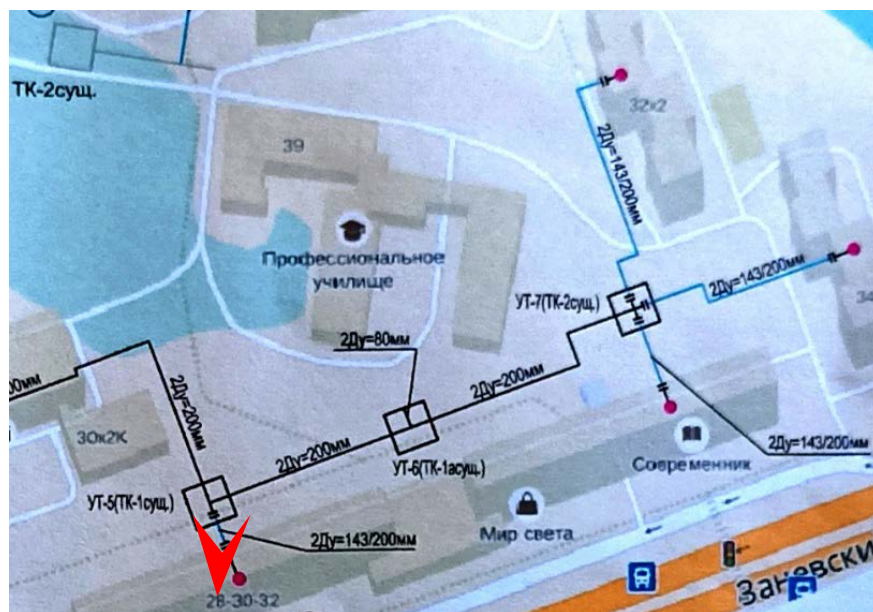 ТК-2сущ.
39
32к2
2Ду=143/200мм
Профессиональное
училище
2Ду=143/200мм
УТ-7(ТК-2сущ.)
34
2Ду=80мм
2Ду=200мм
2Ду=200мм
30к2К
2Ду=200мм
УТ-6(ТК-1асущ.)
2Ду=143/200мм
Современник
УТ-5(ТК-1сущ.)
Мир света
2Ду=143/200мм
28-30-32